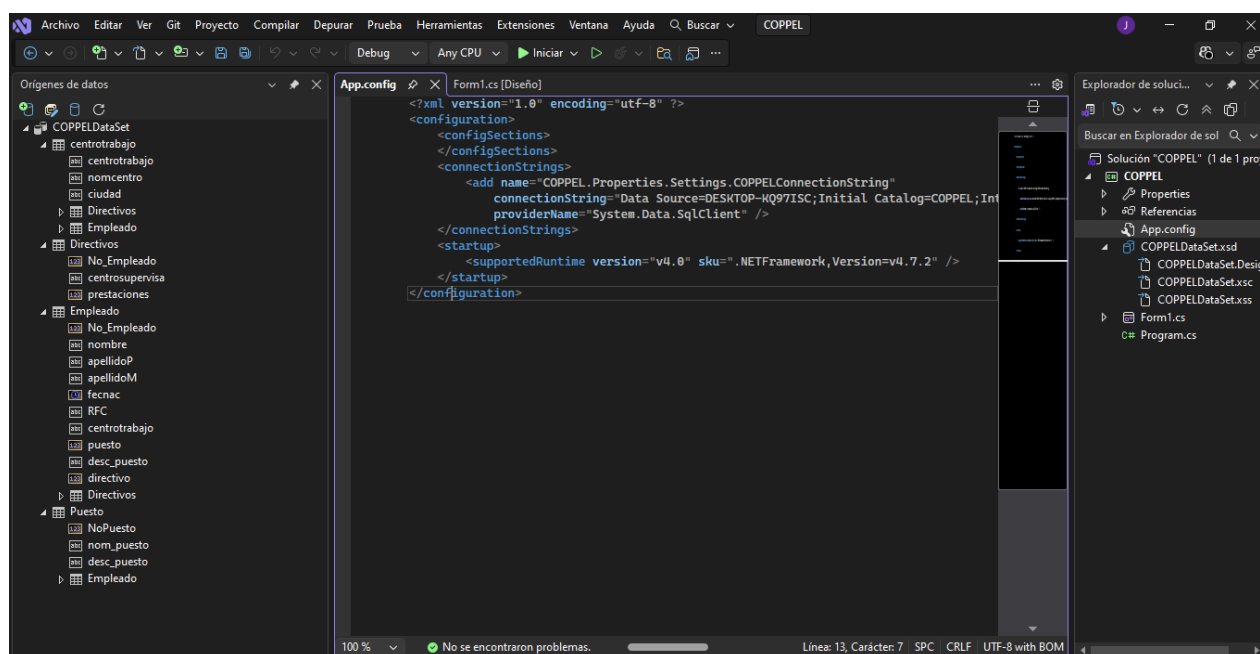 Archivo Editar Ver Git Proyecto Compilar Depurar Prueba Herramientas Extensiones Ventana Ayuda Buscar COPPEL J
Debug Any CPU Iniciar
Orígenes de datos
COPPELDataSet
centrotrabajo
centrotrabajo
nomcentro
ciudad
Directivos
Empleado
Directivos
No_Empleado
centrosupervisa
prestaciones
Empleado
No_Empleado
nombre
apellidoP
apellidoM
fecnac
RFC
centrotrabajo
puesto
desc_puesto
directivo
Directivos
Puesto
NoPuesto
nom_puesto
desc_puesto
Empleado
App.config Form1.cs [Diseño]
<?xml version="1.0" encoding="utf-8" ?>
<configuration>
<configSections>
</configSections>
<connectionStrings>
<add name="COPPEL.Properties.Settings.COPPELConnectionString"
connectionString="Data Source=DESKTOP-KQ97ISC;Initial Catalog=COPPEL;Int
providerName="System.Data.SqlClient" />
</connectionStrings>
<startup>
<supportedRuntime version="v4.0" sku=".NETFramework,Version=v4.7.2" />
</startup>
</configuration>
100 % No se encontraron problemas. Línea: 13, Carácter: 7 SPC CRLF UTF-8 with BOM
Explorador de soluci...
Buscar en Explorador de sol
Solución "COPPEL" (1 de 1 pro
COPPEL
Properties
Referencias
App.config
COPPELDataSet.xsd
COPPELDataSet.Desig
COPPELDataSet.xsc
COPPELDataSet.xss
Form1.cs
C# Program.cs